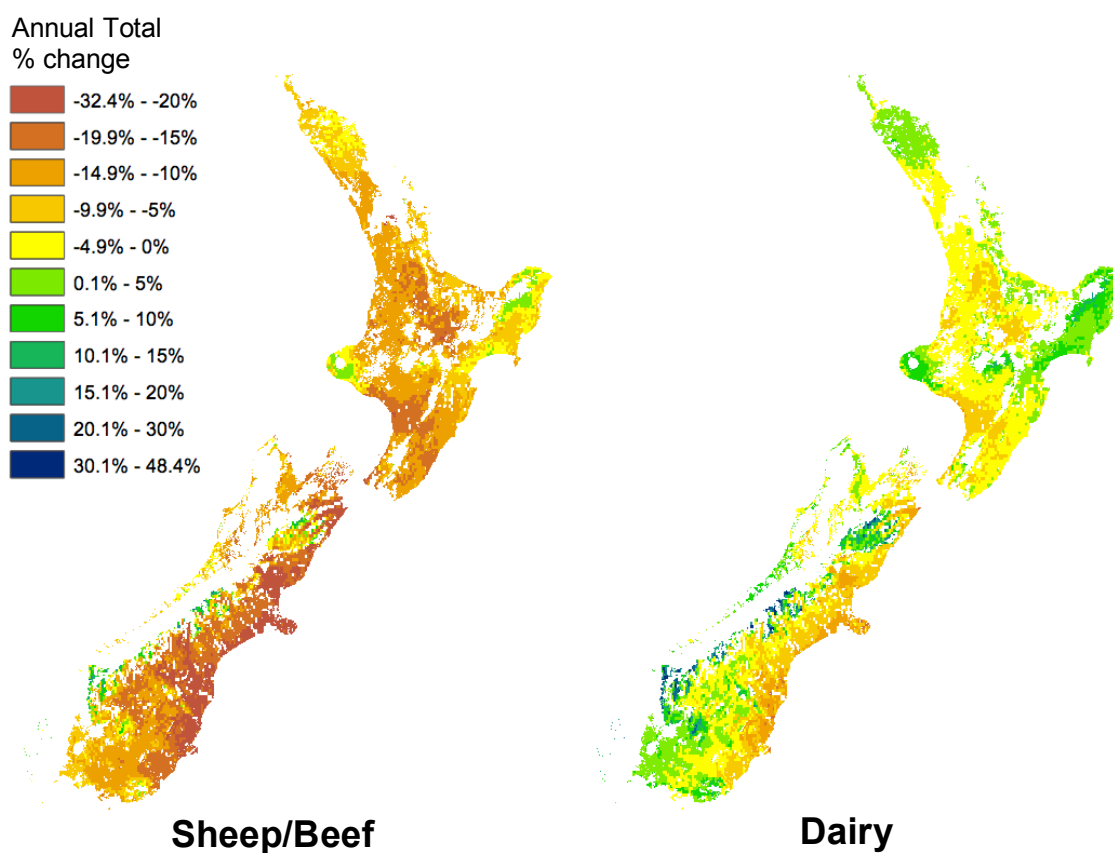 Annual Total
% change
-32.4% - -20%
-19.9% - -15%
-14.9% - -10%
-9.9% - -5%
-4.9% - 0%
0.1% - 5%
5.1% - 10%
10.1% - 15%
15.1% - 20%
20.1% - 30%
30.1% - 48.4%
Sheep/Beef
Dairy